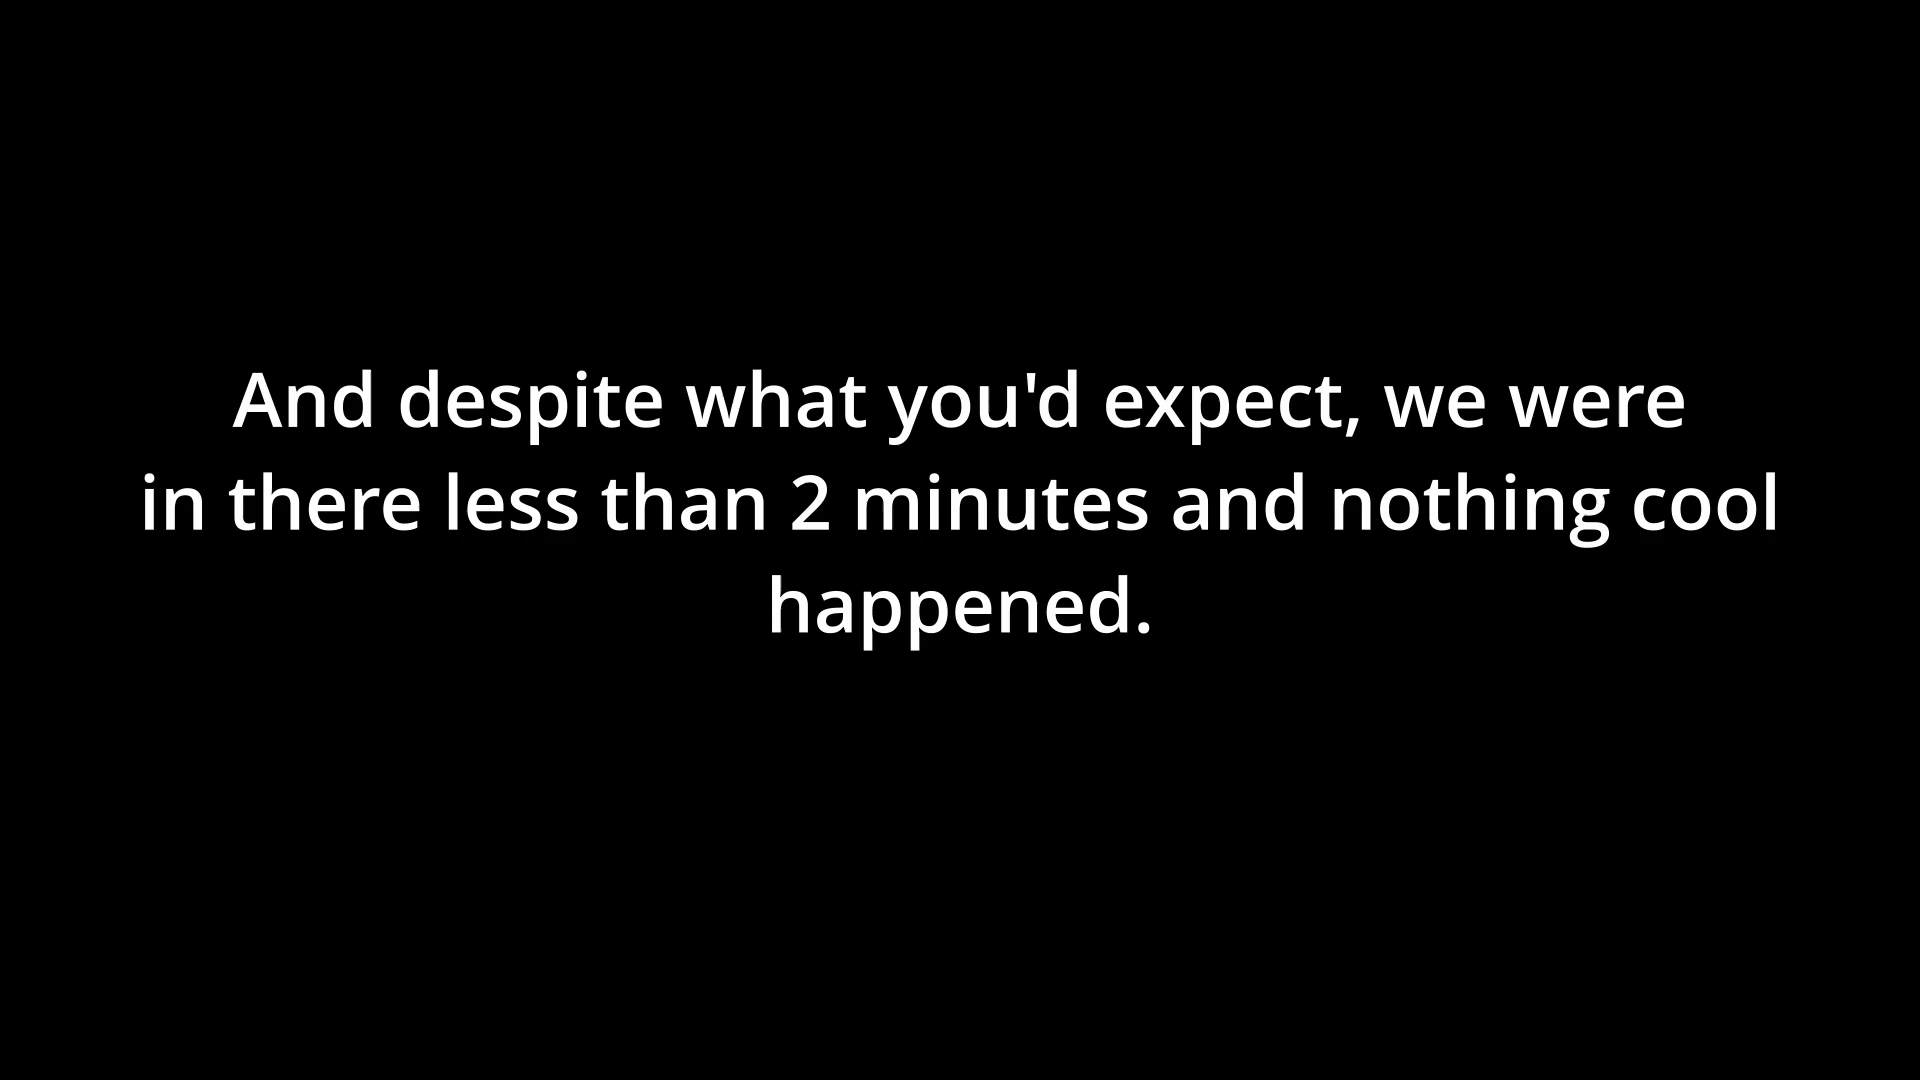 And despite what you'd expect, we were
in there less than 2 minutes and nothing cool
happened.